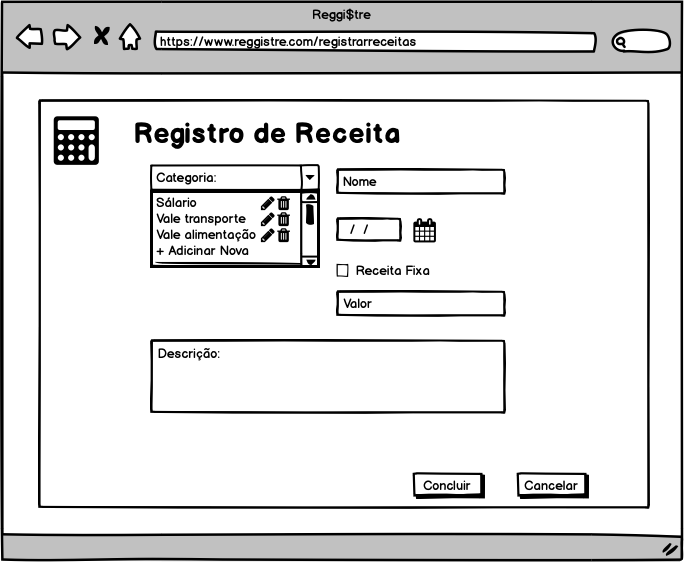 Reggi$tre
https://www.reggistre.com/registrarreceitas
Registro de Receita
Categoria:
Sálario
Vale transporte
Vale alimentação
+ Adicinar Nova
Nome
/ /
Receita Fixa
Valor
Descrição:
Concluir
Cancelar